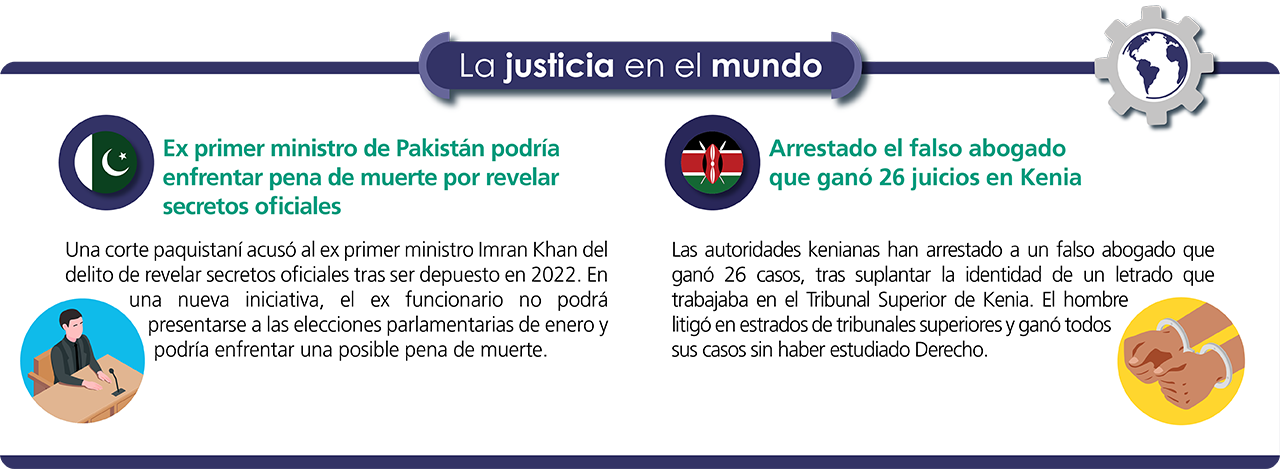 La justicia en el mundo
Ex primer ministro de Pakistán podría
enfrentar pena de muerte por revelar
secretos oficiales
Una corte paquistaní acusó al ex primer ministro Imran Khan del
delito de revelar secretos oficiales tras ser depuesto en 2022. En
una nueva iniciativa, el ex funcionario no podrá
presentarse a las elecciones parlamentarias de enero y
podría enfrentar una posible pena de muerte.
Arrestado el falso abogado
que ganó 26 juicios en Kenia
Las autoridades kenianas han arrestado a un falso abogado que
ganó 26 casos, tras suplantar la identidad de un letrado que
trabajaba en el Tribunal Superior de Kenia. El hombre
litigó en estrados de tribunales superiores y ganó todos
sus casos sin haber estudiado Derecho.